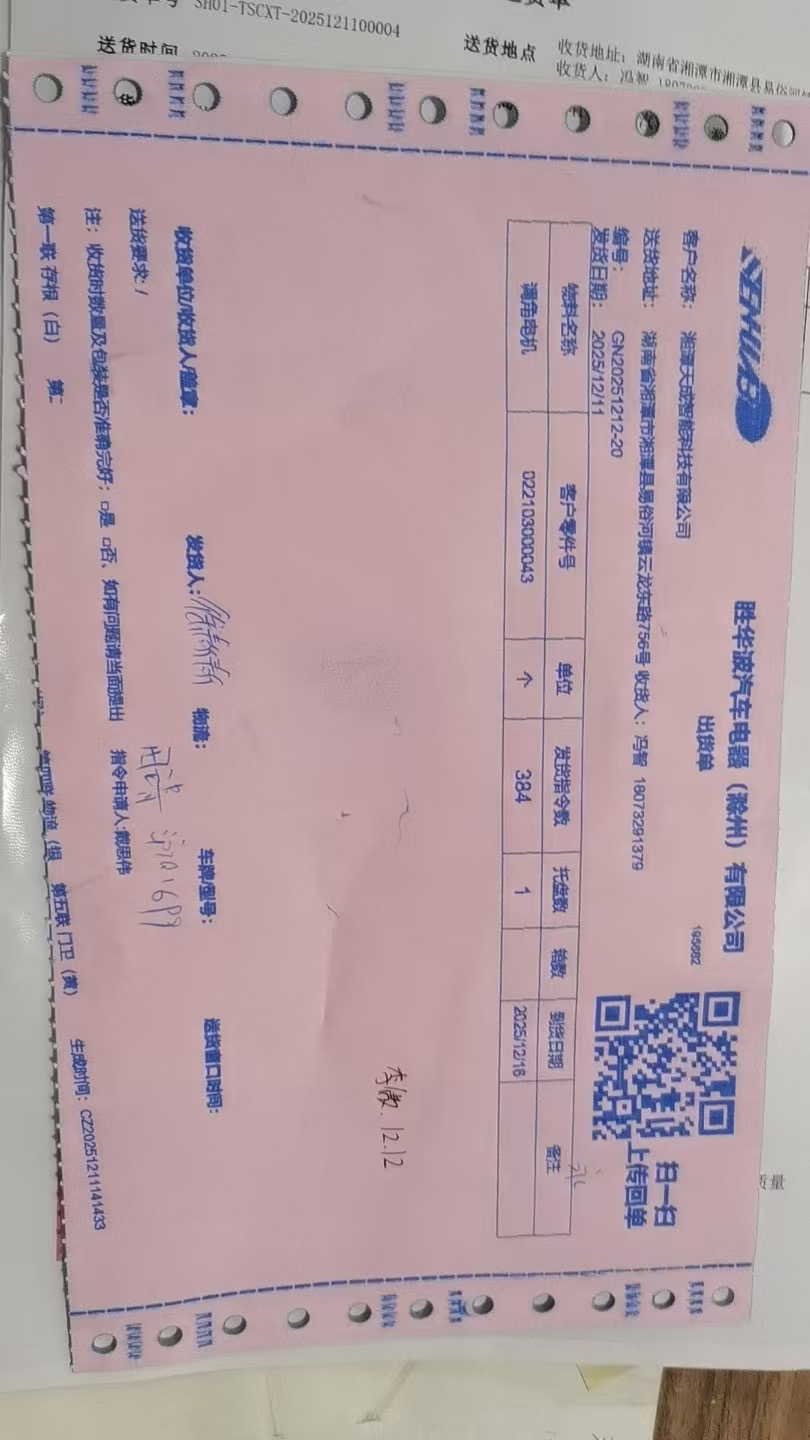 SH01-TSCXT-2025121100004
送货时间
送货地点
收货地址：湖南省湘潭市湘潭县易俗河
收货人：冯智
SHENHUABO
胜华波汽车电器（滁州）有限公司
出货单
195882
扫一扫
上传回单
客户名称： 湘潭天成智能科技有限公司
送货地址： 湖南省湘潭市湘潭县易俗河镇云龙东路756号 收货人：冯智 18073291379
编号： GN20251212-20
发货日期： 2025/12/11
物料名称 客户零件号 单位 发货指令数 托盘数 箱数 到货日期 备注
调角电机 022103000043 个 384 1 2025/12/16
12.12
收货单位/收货人/盖章： 发货人： 物流： 车牌/型号： 送货窗口时间：
送货要求：/
注：收货时数量及包装是否准确完好：□是 □否、如有问题请当面提出 指令申请人:戴思伟 生成时间：CZ20251211141433
第一联 存根（白） 第二 第五联 门卫（黄）
质量